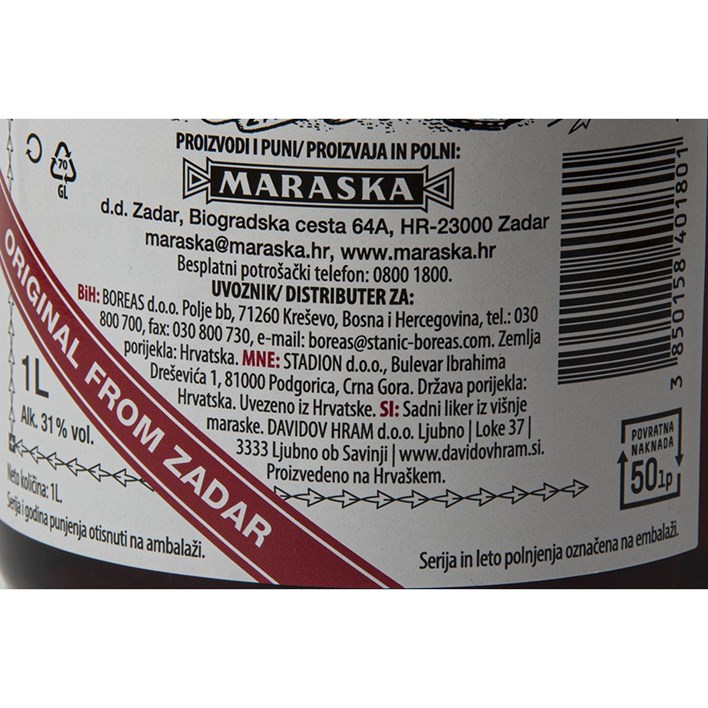 70
GL
PROIZVODI I PUNI/ PROIZVAJA IN POLNI:
MARASKA
d.d. Zadar, Biogradska cesta 64A, HR-23000 Zadar
maraska@maraska.hr, www.maraska.hr
Besplatni potrošački telefon: 0800 1800.
UVOZNIK/ DISTRIBUTER ZA:
BiH: BOREAS d.o.o. Polje bb, 71260 Kreševo, Bosna i Hercegovina, tel.: 030
800 700, fax: 030 800 730, e-mail: boreas@stanic-boreas.com. Zemlja
porijekla: Hrvatska. MNE: STADION d.o.o., Bulevar Ibrahima
Dreševića 1, 81000 Podgorica, Crna Gora. Država porijekla:
Hrvatska. Uvezeno iz Hrvatske. SI: Sadni liker iz višnje
maraske. DAVIDOV HRAM d.o.o. Ljubno | Loke 37 |
3333 Ljubno ob Savinji | www.davidovhram.si.
Proizvedeno na Hrvaškem.
ORIGINAL FROM ZADAR
1L
Alk. 31% vol.
Neto količina: 1L.
Serija i godina punjenja otisnuti na ambalaži.
3 850158 401801
POVRATNA
NAKNADA
50lp
Serija in leto polnjenja označena na embalaži.